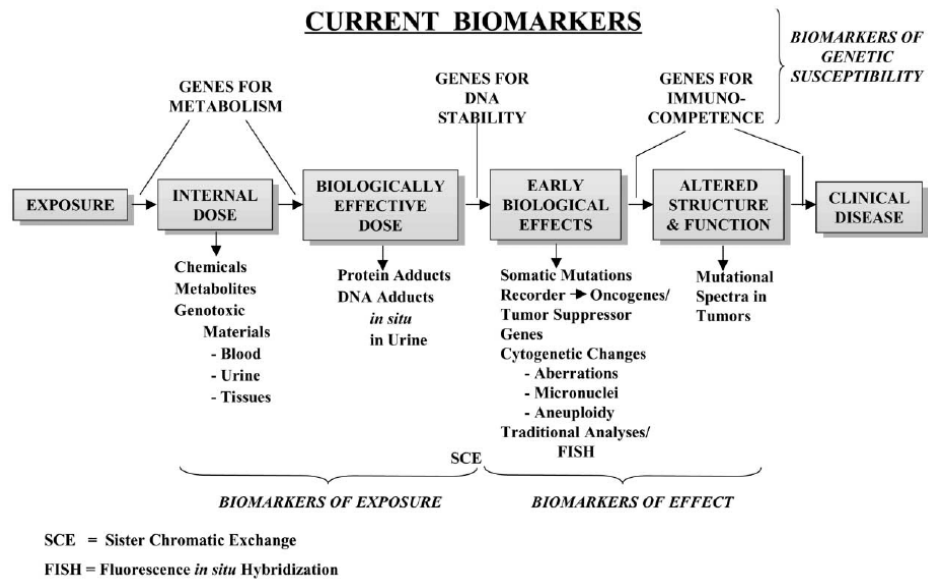 CURRENT BIOMARKERS
BIOMARKERS OF
GENETIC
SUSCEPTIBILITY
GENES FOR
METABOLISM
GENES FOR
DNA
STABILITY
GENES FOR
IMMUNO-
COMPETENCE
EXPOSURE
INTERNAL
DOSE
BIOLOGICALLY
EFFECTIVE
DOSE
EARLY
BIOLOGICAL
EFFECTS
ALTERED
STRUCTURE
& FUNCTION
CLINICAL
DISEASE
Chemicals
Metabolites
Genotoxic
Materials
- Blood
- Urine
- Tissues
Protein Adducts
DNA Adducts
in situ
in Urine
Somatic Mutations
Recorder → Oncogenes/
Tumor Suppressor
Genes
Cytogenetic Changes
- Aberrations
- Micronuclei
- Aneuploidy
Traditional Analyses/
FISH
Mutational
Spectra in
Tumors
SCE
BIOMARKERS OF EXPOSURE
BIOMARKERS OF EFFECT
SCE = Sister Chromatic Exchange
FISH = Fluorescence in situ Hybridization